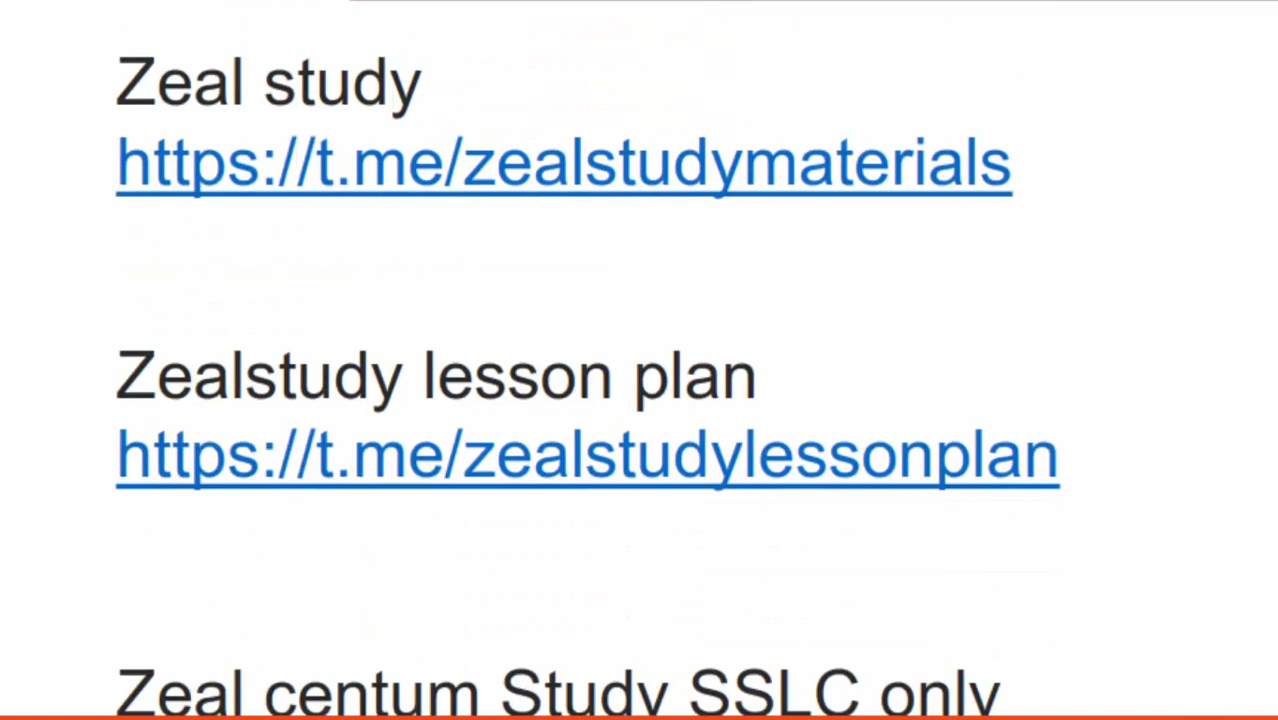 Zeal study
https://t.me/zealstudymaterials
Zealstudy lesson plan
https://t.me/zealstudylessonplan
Zeal centum Study SSLC only